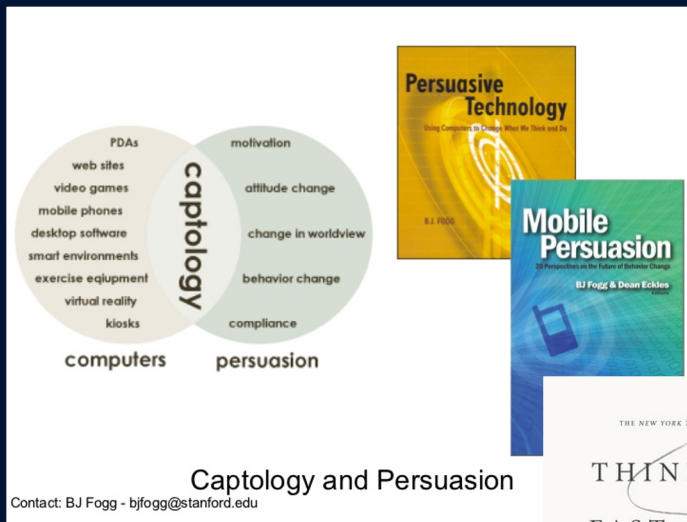 PDAs
web sites
video games
mobile phones
desktop software
smart environments
exercise eqiupment
virtual reality
kiosks
captology
motivation
attitude change
change in worldview
behavior change
compliance
computers
persuasion
Persuasive
Technology
Using Computers to Change What We Think and Do
B.J. FOGG
Mobile
Persuasion
20 Perspectives on the Future of Behavior Change
BJ Fogg & Dean Eckles
Editors
THE NEW YORK
THIN
Captology and Persuasion
Contact: BJ Fogg - bjfogg@stanford.edu